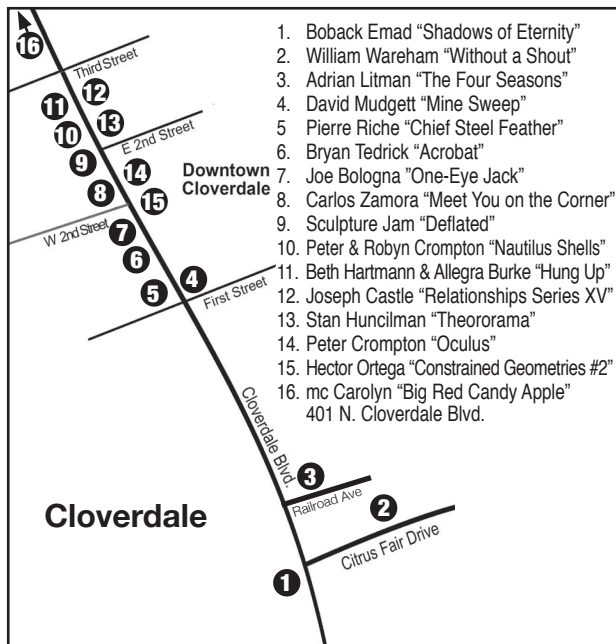 1. Boback Emad “Shadows of Eternity”
2. William Wareham “Without a Shout”
3. Adrian Litman “The Four Seasons”
4. David Mudgett “Mine Sweep”
5 Pierre Riche “Chief Steel Feather”
6. Bryan Tedrick “Acrobat”
7. Joe Bologna "One-Eye Jack”
8. Carlos Zamora “Meet You on the Corner”
9. Sculpture Jam “Deflated”
10. Peter & Robyn Crompton “Nautilus Shells”
11. Beth Hartmann & Allegra Burke “Hung Up”
12. Joseph Castle “Relationships Series XV”
13. Stan Huncilman “Theororama”
14. Peter Crompton “Oculus”
15. Hector Ortega “Constrained Geometries #2”
16. mc Carolyn “Big Red Candy Apple”
401 N. Cloverdale Blvd.
16
Third Street
12
11
13
10
E 2nd Street
9
14
Downtown
Cloverdale
8
15
W 2nd Street
7
6
4
5
First Street
Cloverdale Blvd.
3
Railroad Ave
2
Cloverdale
Citrus Fair Drive
1